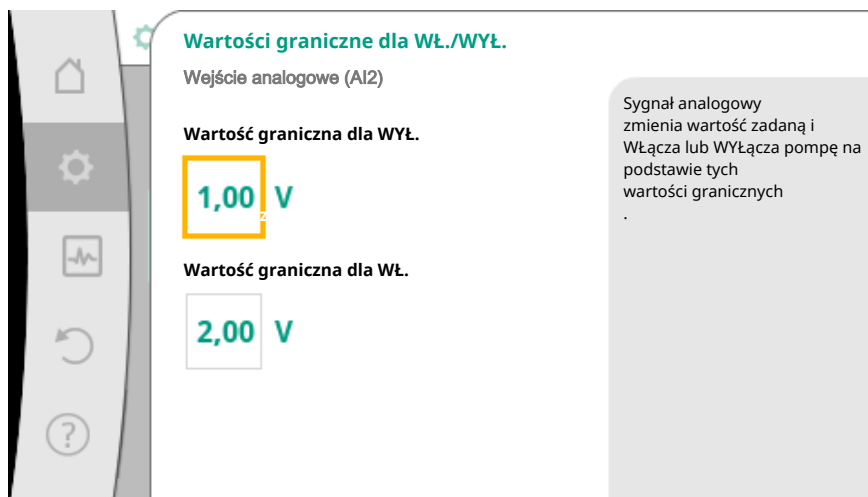 Wartości graniczne dla WŁ./WYŁ.
Wejście analogowe (AI2)
Wartość graniczna dla WYŁ.
1,00 V
Wartość graniczna dla WŁ.
2,00 V
Sygnał analogowy
zmienia wartość zadaną i
WŁącza lub WYŁącza pompę na
podstawie tych
wartości granicznych
.
?